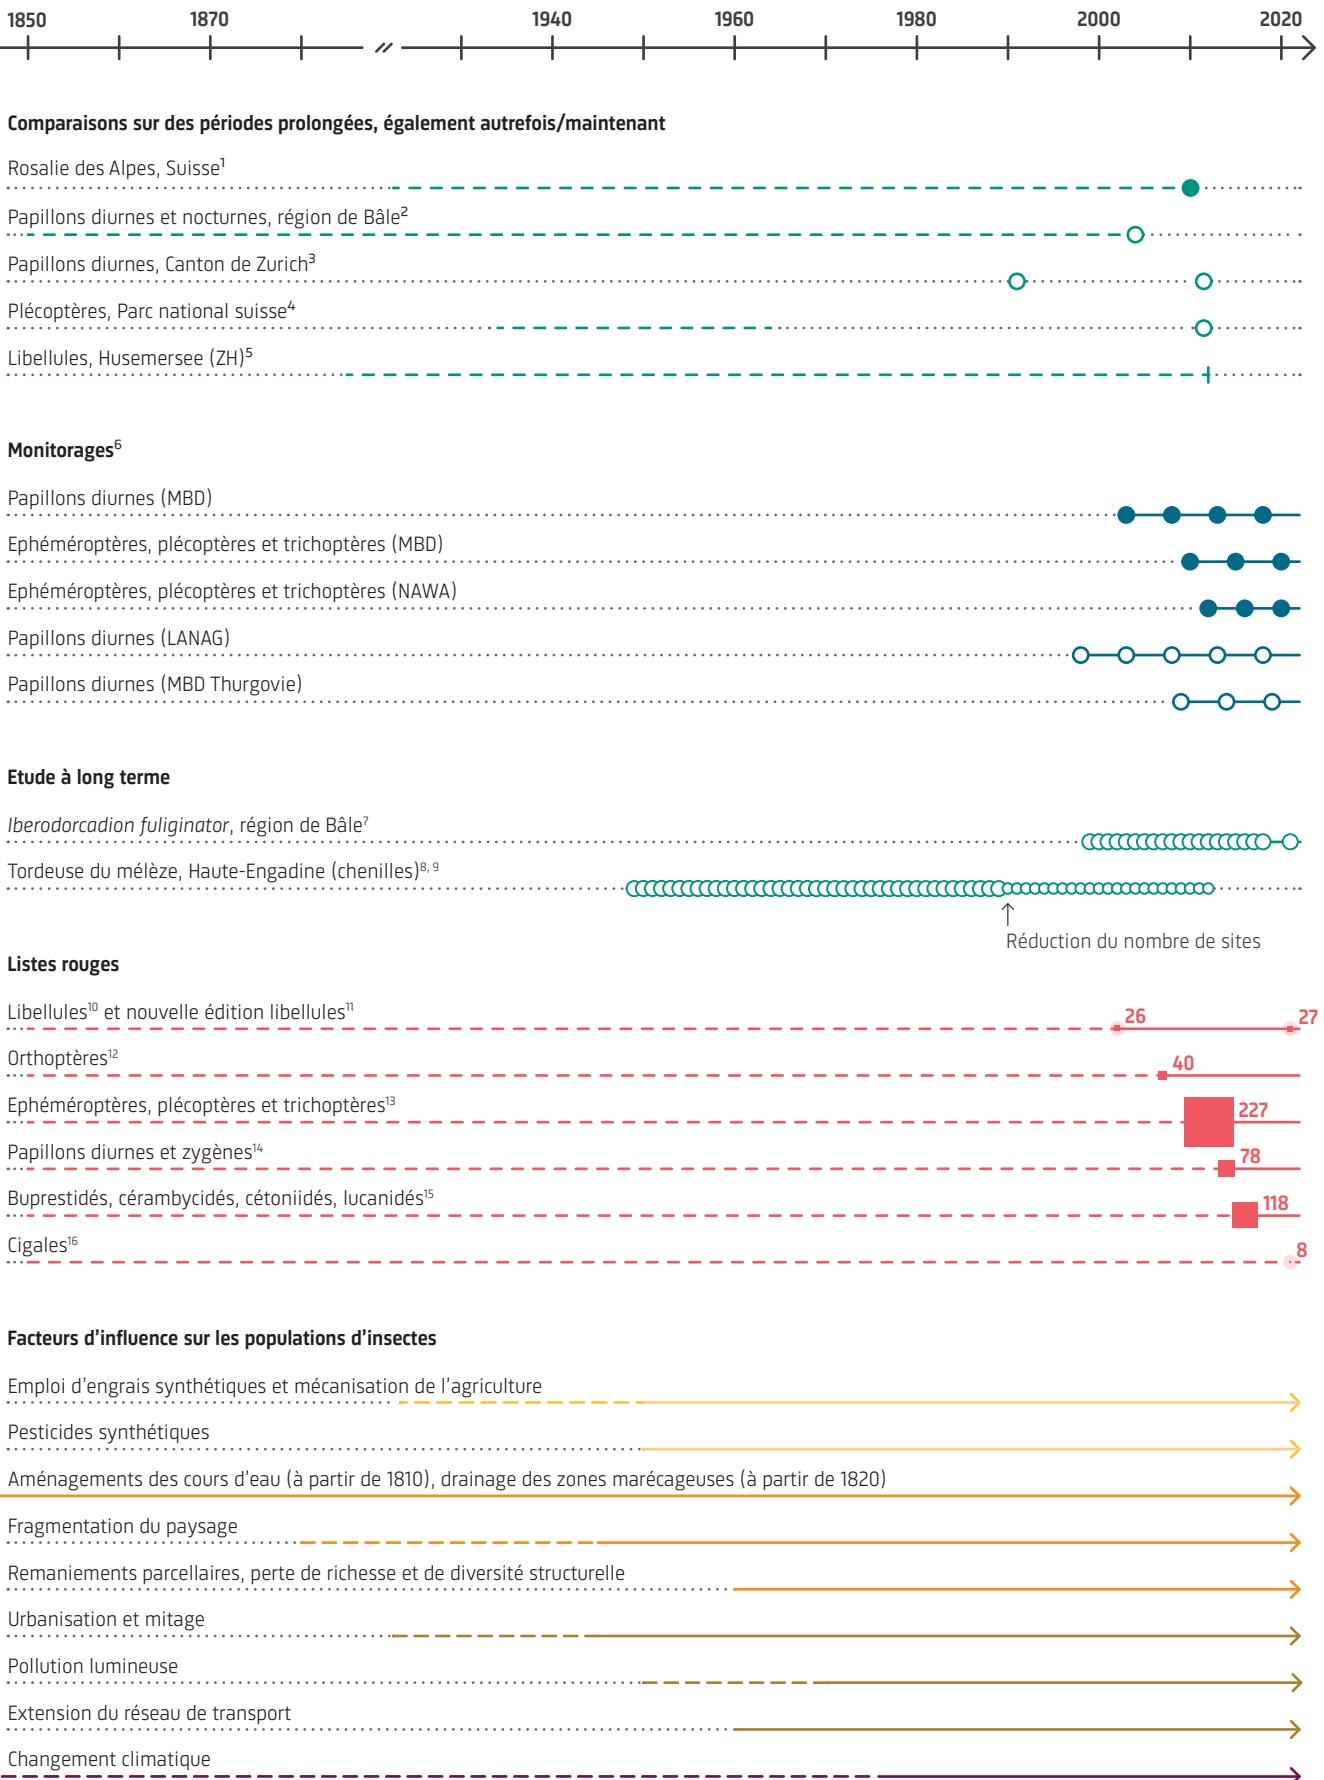 1850 1870 1940 1960 1980 2000 2020
Comparaisons sur des périodes prolongées, également autrefois/maintenant
Rosalie des Alpes, Suisse¹
Papillons diurnes et nocturnes, région de Bâle²
Papillons diurnes, Canton de Zurich³
Plécoptères, Parc national suisse⁴
Libellules, Husemersee (ZH)⁵
Monitorages⁶
Papillons diurnes (MBD)
Ephéméroptères, plécoptères et trichoptères (MBD)
Ephéméroptères, plécoptères et trichoptères (NAWA)
Papillons diurnes (LANAG)
Papillons diurnes (MBD Thurgovie)
Etude à long terme
Iberodorcadion fuliginator, région de Bâle⁷
Tordeuse du mélèze, Haute-Engadine (chenilles)⁸, ⁹
Réduction du nombre de sites
Listes rouges
Libellules¹⁰ et nouvelle édition libellules¹¹
26 27
Orthoptères¹²
40
Ephéméroptères, plécoptères et trichoptères¹³
227
Papillons diurnes et zygènes¹⁴
78
Buprestidés, cérambycidés, cétoniidés, lucanidés¹⁵
118
Cigales¹⁶
8
Facteurs d'influence sur les populations d'insectes
Emploi d'engrais synthétiques et mécanisation de l'agriculture
Pesticides synthétiques
Aménagements des cours d'eau (à partir de 1810), drainage des zones marécageuses (à partir de 1820)
Fragmentation du paysage
Remaniements parcellaires, perte de richesse et de diversité structurelle
Urbanisation et mitage
Pollution lumineuse
Extension du réseau de transport
Changement climatique